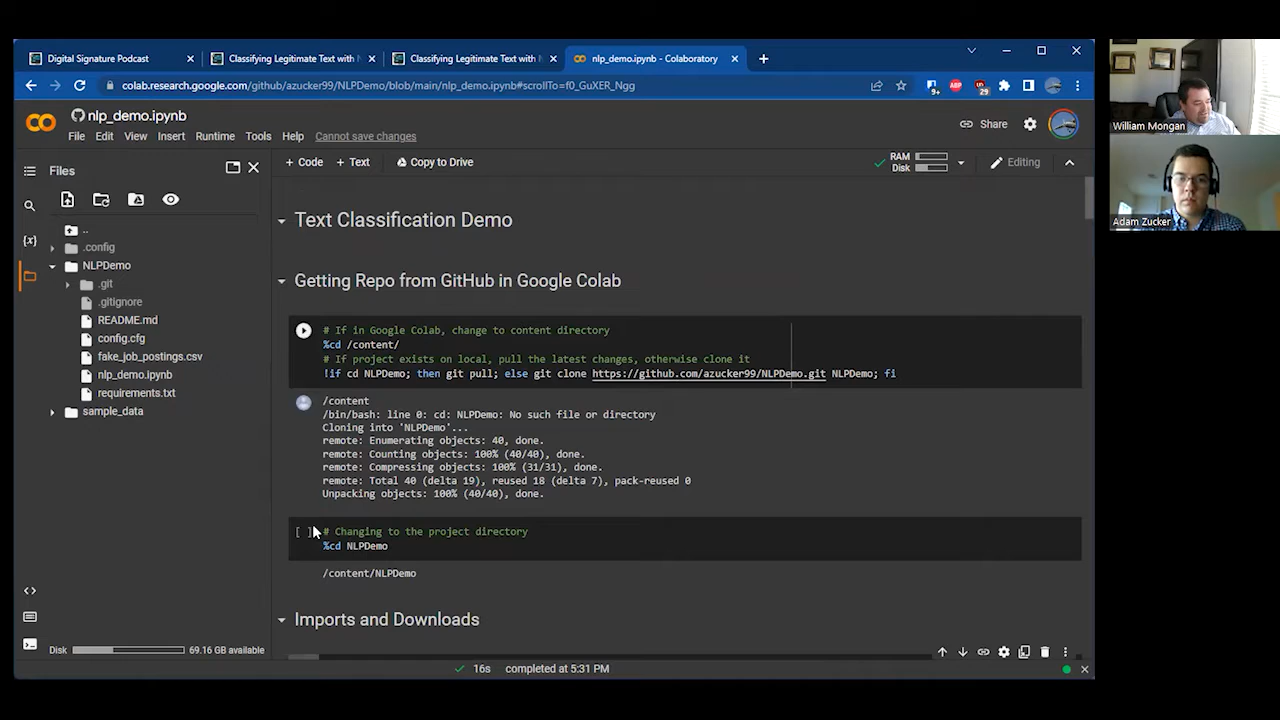 Digital Signature Podcast
Classifying Legitimate Text with N
Classifying Legitimate Text with N
nlp_demo.ipynb - Colaboratory
colab.research.google.com/github/azucker99/NLPDemo/blob/main/nlp_demo.ipynb#scrollTo=f0_GuXER_Ngg
9+
ABP
29
nlp_demo.ipynb
Share
File Edit View Insert Runtime Tools Help Cannot save changes
Files
+ Code + Text Copy to Drive
RAM
Disk
Editing
..
.config
NLPDemo
.git
.gitignore
README.md
config.cfg
fake_job_postings.csv
nlp_demo.ipynb
requirements.txt
sample_data
Disk 69.16 GB available
Text Classification Demo
Getting Repo from GitHub in Google Colab
# If in Google Colab, change to content directory
%cd /content/
# If project exists on local, pull the latest changes, otherwise clone it
!if cd NLPDemo; then git pull; else git clone https://github.com/azucker99/NLPDemo.git NLPDemo; fi
/content
/bin/bash: line 0: cd: NLPDemo: No such file or directory
Cloning into 'NLPDemo'...
remote: Enumerating objects: 40, done.
remote: Counting objects: 100% (40/40), done.
remote: Compressing objects: 100% (31/31), done.
remote: Total 40 (delta 19), reused 18 (delta 7), pack-reused 0
Unpacking objects: 100% (40/40), done.
[ ] # Changing to the project directory
%cd NLPDemo
/content/NLPDemo
Imports and Downloads
16s completed at 5:31 PM
William Mongan
Adam Zucker